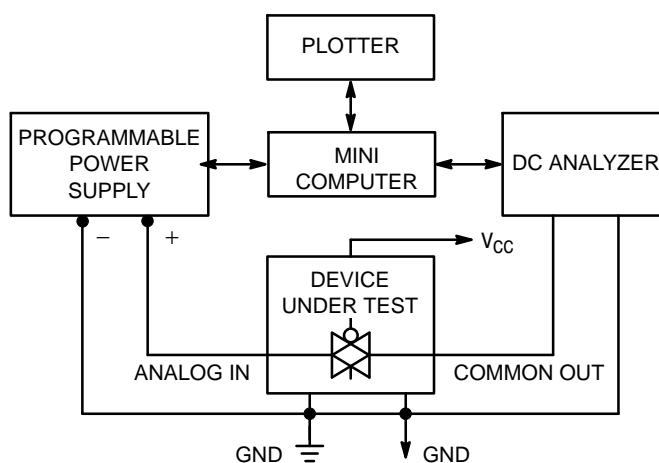 PLOTTER
PROGRAMMABLE
POWER
SUPPLY
MINI
COMPUTER
DC ANALYZER
− +
VCC
DEVICE
UNDER TEST
ANALOG IN
COMMON OUT
GND
GND